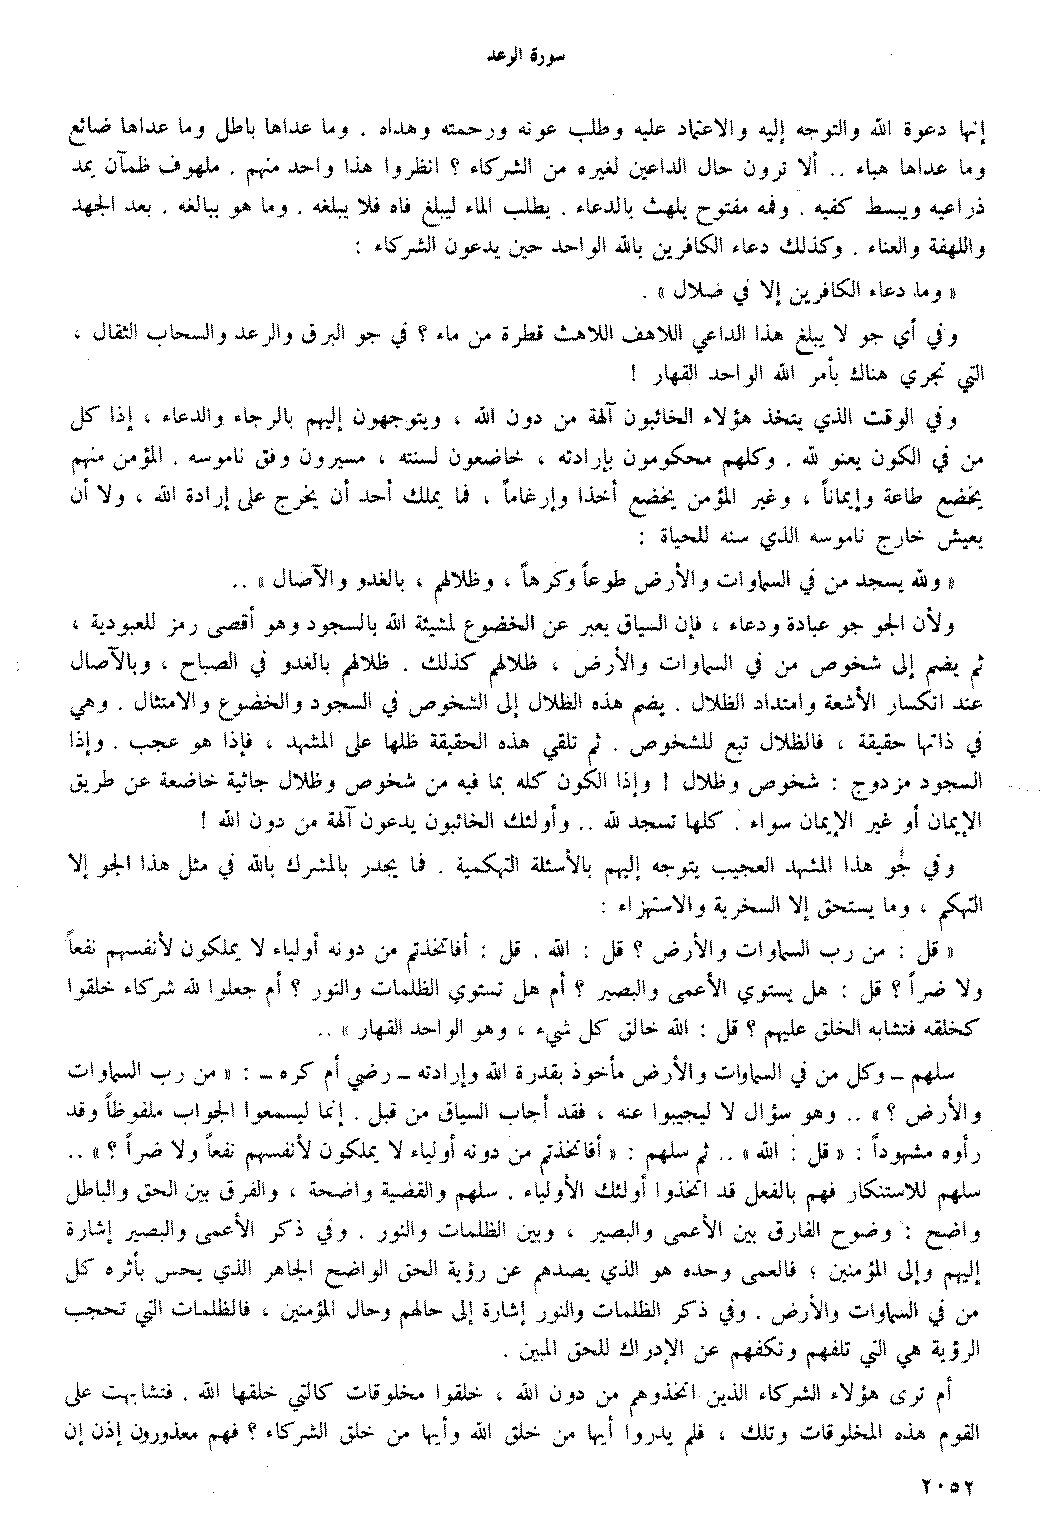 سورة الرعد
إنها دعوة الله والتوجه إليه والاعتماد عليه وطلب عونه ورحمته وهداه . وما عداها باطل وما عداها ضائع
وما عداها هباء .. ألا ترون حال الداعين لغيره من الشركاء ؟ انظروا هذا واحد منهم . ملهوف ظمآن يمد
ذراعيه ويبسط كفيه . وفمه مفتوح يلهث بالدعاء . يطلب الماء ليبلغ فاه فلا يبلغه . وما هو ببالغه . بعد الجهد
واللهفة والعناء . وكذلك دعاء الكافرين بالله الواحد حين يدعون الشركاء :
« وما دعاء الكافرين إلا في ضلال » .
وفي أي جو لا يبلغ هذا الداعي اللاهف اللاهث قطرة من ماء ؟ في جو البرق والرعد والسحاب الثقال ،
التي تجري هناك بأمر الله الواحد القهار !
وفي الوقت الذي يتخذ هؤلاء الخائبون آلهة من دون الله ، ويتوجهون إليهم بالرجاء والدعاء ، إذا كل
من في الكون يعنو لله . وكلهم محكومون بإرادته ، خاضعون لسنته ، مسيرون وفق ناموسه . المؤمن منهم
يخضع طاعة وإيماناً ، وغير المؤمن يخضع أخذا وإرغاماً ، فما يملك أحد أن يخرج على إرادة الله ، ولا أن
يعيش خارج ناموسه الذي سنه للحياة :
« ولله يسجد من في السماوات والأرض طوعاً وكرهاً ، وظلالهم ، بالغدو والآصال » ..
ولأن الجو جو عبادة ودعاء ، فإن السياق يعبر عن الخضوع لمشيئة الله بالسجود وهو أقصى رمز للعبودية ،
ثم يضم إلى شخوص من في السماوات والأرض ، ظلالهم كذلك . ظلالهم بالغدو في الصباح ، وبالآصال
عند انكسار الأشعة وامتداد الظلال . يضم هذه الظلال إلى الشخوص في السجود والخضوع والامتثال . وهي
في ذاتها حقيقة ، فالظلال تبع للشخوص . ثم تلقي هذه الحقيقة ظلها على المشهد ، فإذا هو عجب . وإذا
السجود مزدوج : شخوص وظلال ! وإذا الكون كله بما فيه من شخوص وظلال جاثية خاضعة عن طريق
الإيمان أو غير الإيمان سواء . كلها تسجد لله .. وأولئك الخائبون يدعون آلهة من دون الله !
وفي جو هذا المشهد العجيب يتوجه إليهم بالأسئلة التهكمية . فما يجدر بالمشرك بالله في مثل هذا الجو إلا
التهكم ، وما يستحق إلا السخرية والاستهزاء :
« قل : من رب السماوات والأرض ؟ قل : الله . قل : أفاتخذتم من دونه أولياء لا يملكون لأنفسهم نفعاً
ولا ضراً ؟ قل : هل يستوي الأعمى والبصير ؟ أم هل تستوي الظلمات والنور ؟ أم جعلوا لله شركاء خلقوا
كخلقه فتشابه الخلق عليهم ؟ قل : الله خالق كل شيء ، وهو الواحد القهار » ..
سلهم ــ وكل من في السماوات والأرض مأخوذ بقدرة الله وإرادته ــ رضي أم كره ــ : « من رب السماوات
والأرض ؟ » .. وهو سؤال لا ليجيبوا عنه ، فقد أجاب السياق من قبل . إنما ليسمعوا الجواب ملفوظاً وقد
رأوه مشهوداً : « قل : الله » .. ثم سلهم : « أفاتخذتم من دونه أولياء لا يملكون لأنفسهم نفعاً ولا ضراً ؟ » ..
سلهم للاستنكار فهم بالفعل قد اتخذوا أولئك الأولياء . سلهم والقضية واضحة ، والفرق بين الحق والباطل
واضح : وضوح الفارق بين الأعمى والبصير ، وبين الظلمات والنور . وفي ذكر الأعمى والبصير إشارة
إليهم وإلى المؤمنين ؛ فالعمى وحده هو الذي يصدهم عن رؤية الحق الواضح الجاهر الذي يحس بأثره كل
من في السماوات والأرض . وفي ذكر الظلمات والنور إشارة إلى حالهم وحال المؤمنين ، فالظلمات التي تحجب
الرؤية هي التي تلفهم وتكفهم عن الإدراك للحق المبين .
أم ترى هؤلاء الشركاء الذين اتخذوهم من دون الله ، خلقوا مخلوقات كالتي خلقها الله . فتشابهت على
القوم هذه المخلوقات وتلك ، فلم يدروا أيها من خلق الله وأيها من خلق الشركاء ؟ فهم معذورون إذن إن
٢٠٥٢